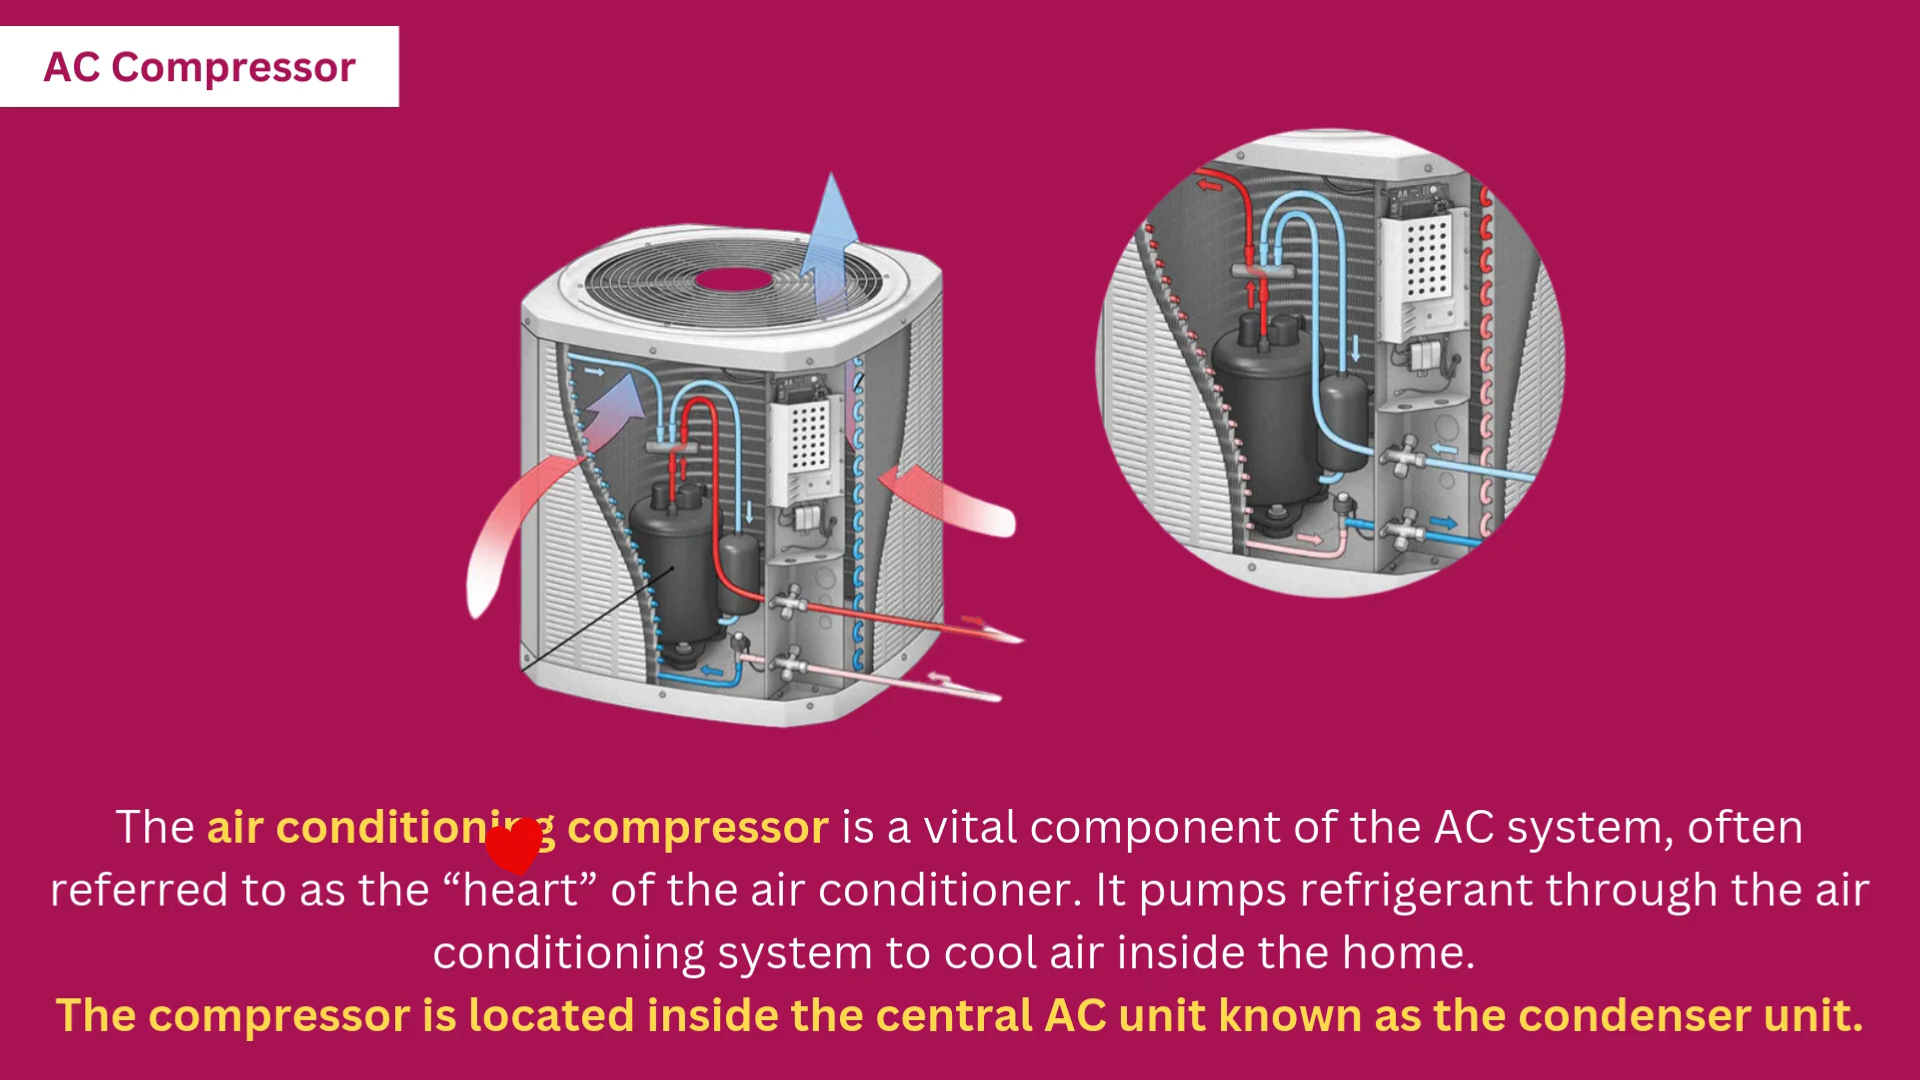 AC Compressor
The air conditioning compressor is a vital component of the AC system, often
referred to as the “heart” of the air conditioner. It pumps refrigerant through the air
conditioning system to cool air inside the home.
The compressor is located inside the central AC unit known as the condenser unit.